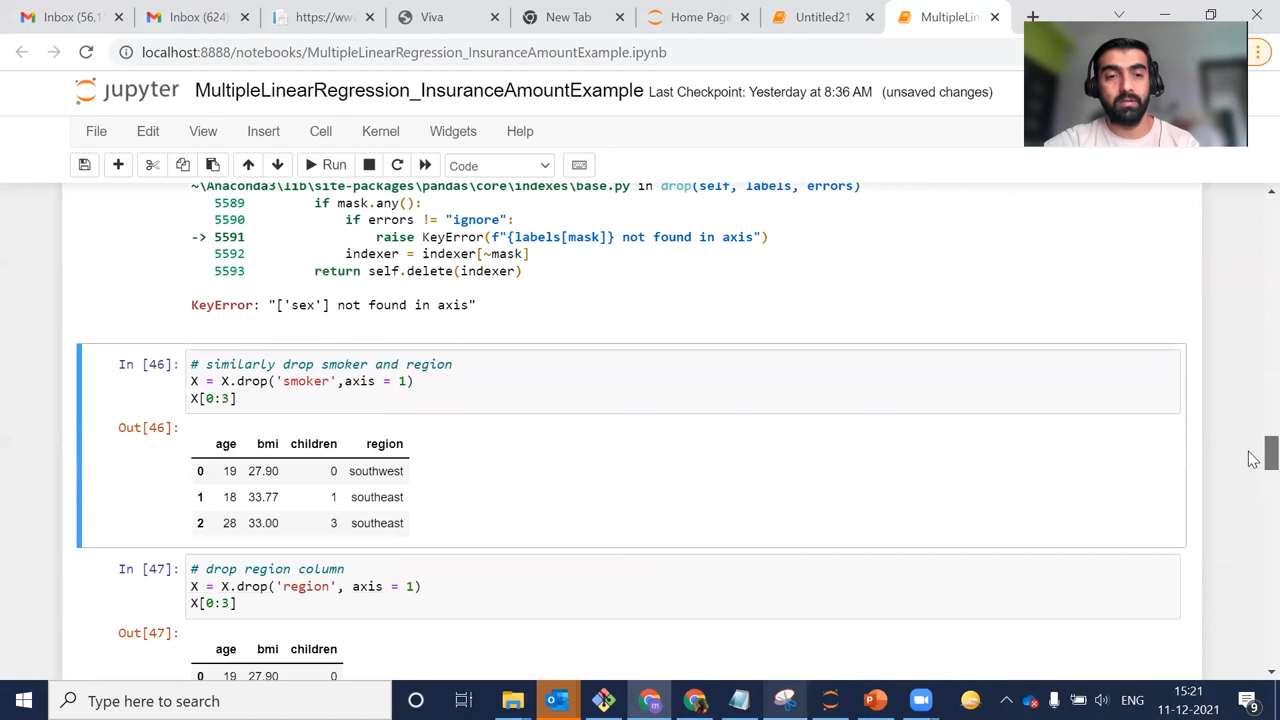 Inbox (56,1
Inbox (624)
https://ww
Viva
New Tab
Home Page
Untitled21
MultipleLin
localhost:8888/notebooks/MultipleLinearRegression_InsuranceAmountExample.ipynb
jupyter MultipleLinearRegression_InsuranceAmountExample Last Checkpoint: Yesterday at 8:36 AM (unsaved changes)
File Edit View Insert Cell Kernel Widgets Help
Run Code
~\Anaconda3\lib\site-packages\pandas\core\indexes\base.py in drop(self, labels, errors)
5589 if mask.any():
5590 if errors != "ignore":
-> 5591 raise KeyError(f"{labels[mask]} not found in axis")
5592 indexer = indexer[~mask]
5593 return self.delete(indexer)
KeyError: "['sex'] not found in axis"
In [46]: # similarly drop smoker and region
X = X.drop('smoker',axis = 1)
X[0:3]
Out[46]:
age bmi children region
0 19 27.90 0 southwest
1 18 33.77 1 southeast
2 28 33.00 3 southeast
In [47]: # drop region column
X = X.drop('region', axis = 1)
X[0:3]
Out[47]:
age bmi children
0 19 27.90 0
Type here to search
ENG
15:21
11-12-2021
9